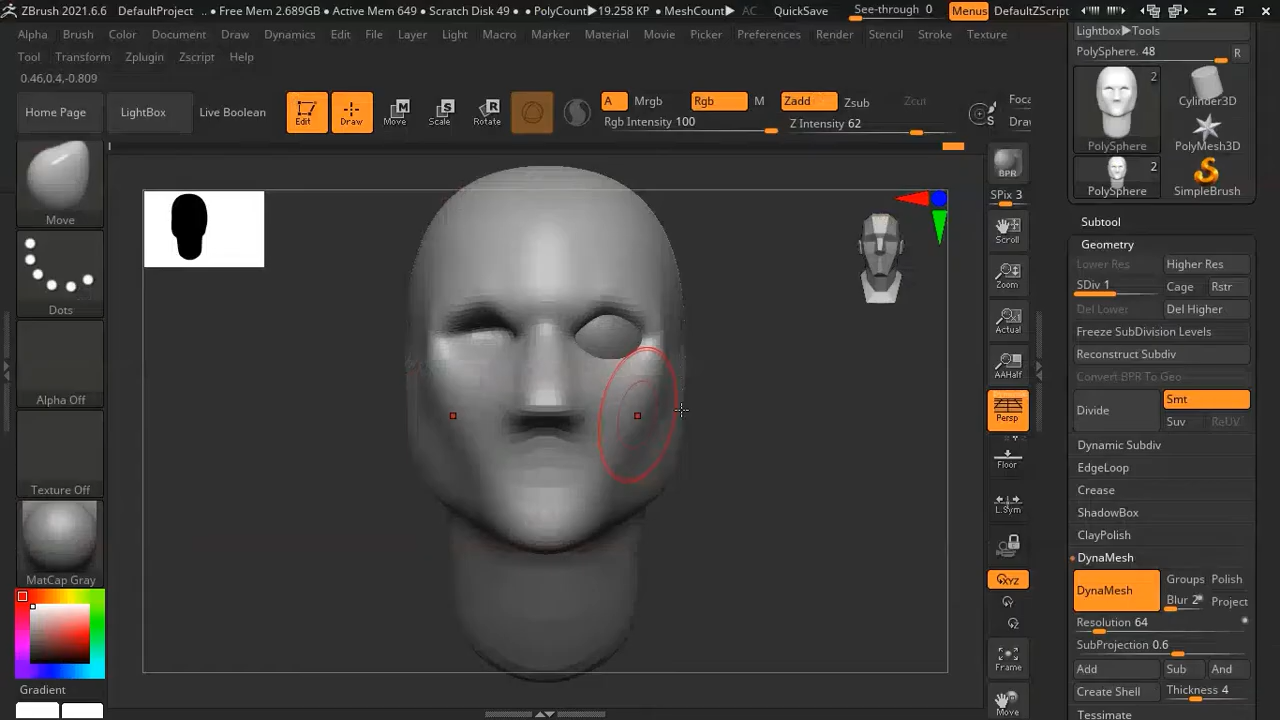 ZBrush 2021.6.6 DefaultProject .. • Free Mem 2.689GB • Active Mem 649 • Scratch Disk 49 • PolyCount▶19.258 KP • MeshCount▶ AC QuickSave See-through 0 Menus DefaultZScript
Alpha Brush Color Document Draw Dynamics Edit File Layer Light Macro Marker Material Movie Picker Preferences Render Stencil Stroke Texture
Tool Transform Zplugin Zscript Help
0.46,0.4,-0.809
Home Page LightBox Live Boolean Edit Draw Move Scale Rotate
A Mrgb Rgb M Zadd Zsub Zcut Foca
Rgb Intensity 100 Z Intensity 62 S Draw
Move
Dots
Alpha Off
Texture Off
MatCap Gray
Gradient
BPR
SPix 3
Scroll
Zoom
Actual
AAHalf
Persp
Floor
L.Sym
XYZ
Y
Z
Frame
Move
Lightbox▶Tools
PolySphere. 48 R
2
Cylinder3D
PolySphere PolyMesh3D
2
PolySphere SimpleBrush
Subtool
Geometry
Lower Res Higher Res
SDiv 1 Cage Rstr
Del Lower Del Higher
Freeze SubDivision Levels
Reconstruct Subdiv
Convert BPR To Geo
Divide Smt
Suv ReUV
Dynamic Subdiv
EdgeLoop
Crease
ShadowBox
ClayPolish
DynaMesh
DynaMesh Groups Polish
Blur 2 Project
Resolution 64
SubProjection 0.6
Add Sub And
Create Shell Thickness 4
Tessimate